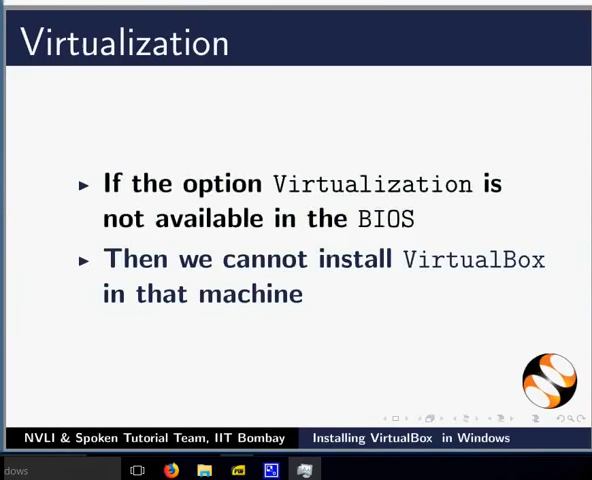 Virtualization
If the option Virtualization is
not available in the BIOS
Then we cannot install VirtualBox
in that machine
NVLI & Spoken Tutorial Team, IIT Bombay Installing VirtualBox in Windows
dows